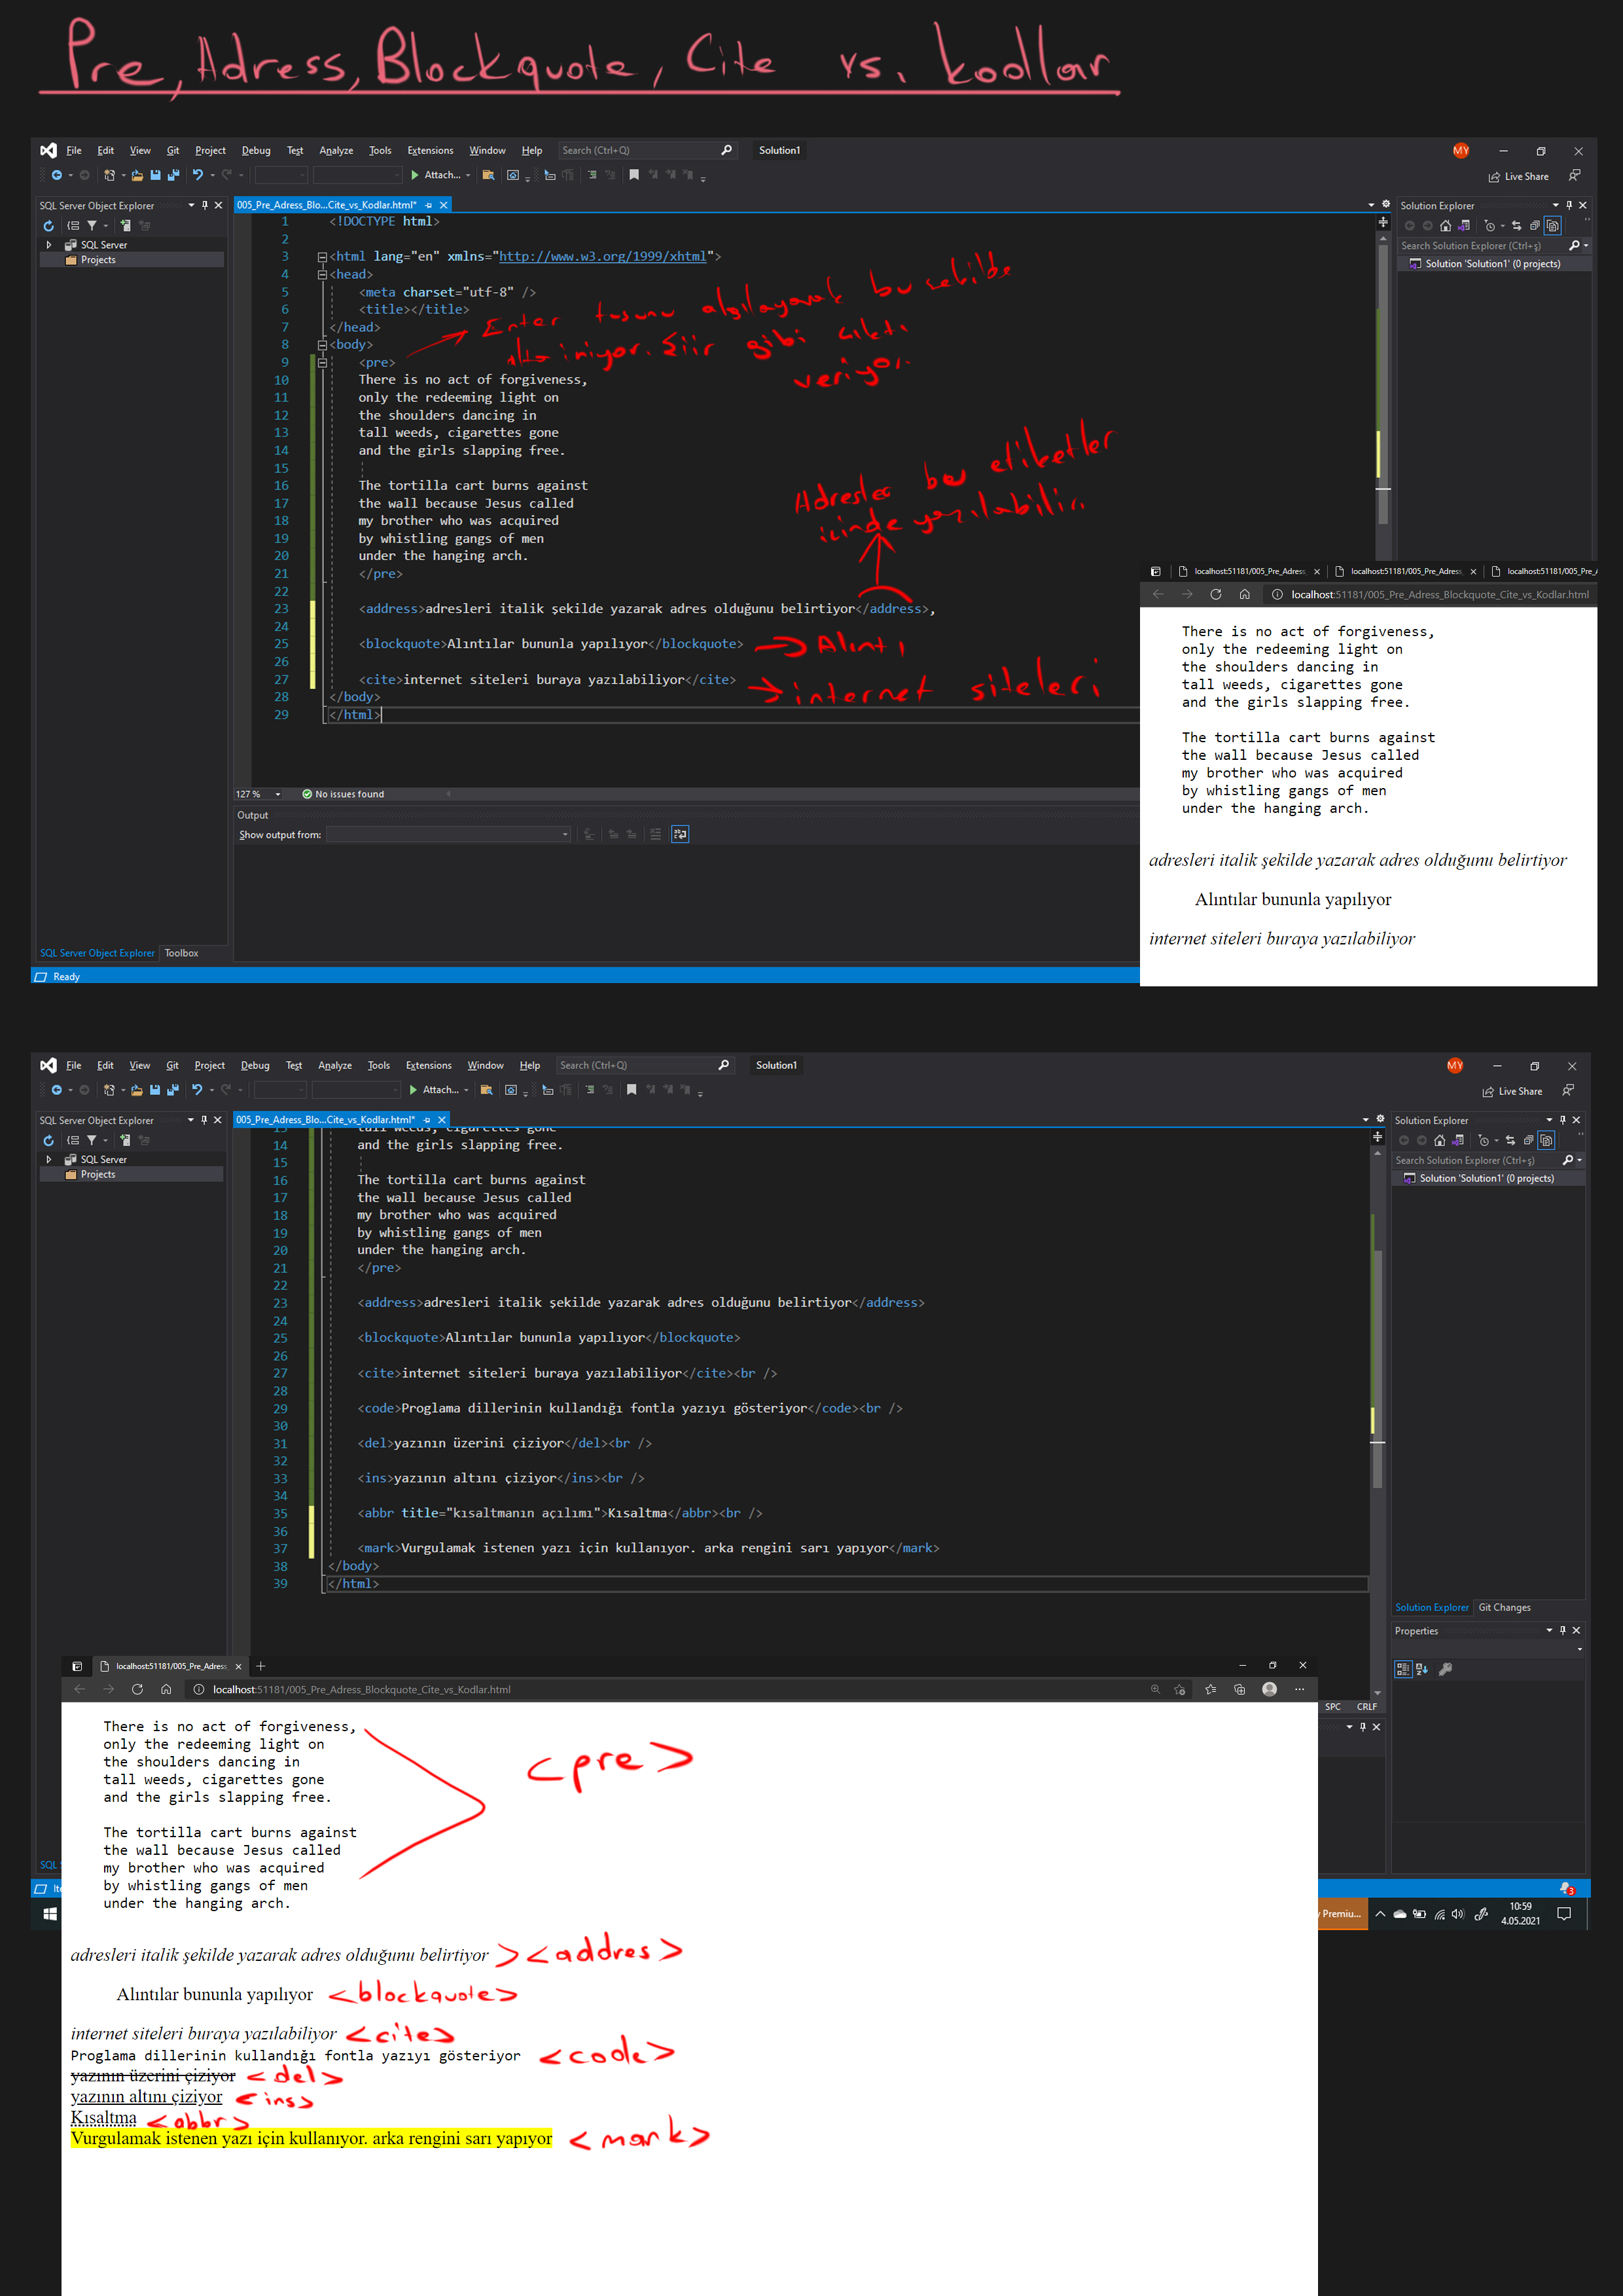 Pre, Adress, Blockquote, Cite vs. kodlar
File Edit View Git Project Debug Test Analyze Tools Extensions Window Help Search (Ctrl+Q) Solution1 MY
Attach... Live Share
SQL Server Object Explorer
SQL Server
Projects
005_Pre_Adress_Blo...Cite_vs_Kodlar.html*
1 <!DOCTYPE html>
2
3 <html lang="en" xmlns="http://www.w3.org/1999/xhtml">
4 <head>
5 <meta charset="utf-8" />
6 <title></title>
7 </head>
8 <body>
9 <pre>
10 There is no act of forgiveness,
11 only the redeeming light on
12 the shoulders dancing in
13 tall weeds, cigarettes gone
14 and the girls slapping free.
15
16 The tortilla cart burns against
17 the wall because Jesus called
18 my brother who was acquired
19 by whistling gangs of men
20 under the hanging arch.
21 </pre>
22
23 <address>adresleri italik şekilde yazarak adres olduğunu belirtiyor</address>,
24
25 <blockquote>Alıntılar bununla yapılıyor</blockquote>
26
27 <cite>internet siteleri buraya yazılabiliyor</cite>
28 </body>
29 </html>
Enter tuşunu algılayarak bu şekilde
alta iniyor. Şiir gibi çıktı
veriyor.
Adresler bu etiketler
içinde yazılabilir.
Alıntı
internet siteleri
Solution Explorer
Search Solution Explorer (Ctrl+ş)
Solution 'Solution1' (0 projects)
127 % No issues found
Output
Show output from:
SQL Server Object Explorer Toolbox
Ready
localhost:51181/005_Pre_Adress_ localhost:51181/005_Pre_Adress_ localhost:51181/005_Pre_A
localhost:51181/005_Pre_Adress_Blockquote_Cite_vs_Kodlar.html
There is no act of forgiveness,
only the redeeming light on
the shoulders dancing in
tall weeds, cigarettes gone
and the girls slapping free.
The tortilla cart burns against
the wall because Jesus called
my brother who was acquired
by whistling gangs of men
under the hanging arch.
adresleri italik şekilde yazarak adres olduğunu belirtiyor
Alıntılar bununla yapılıyor
internet siteleri buraya yazılabiliyor
File Edit View Git Project Debug Test Analyze Tools Extensions Window Help Search (Ctrl+Q) Solution1 MY
Attach... Live Share
SQL Server Object Explorer
SQL Server
Projects
005_Pre_Adress_Blo...Cite_vs_Kodlar.html*
13 tall weeds, cigarettes gone
14 and the girls slapping free.
15
16 The tortilla cart burns against
17 the wall because Jesus called
18 my brother who was acquired
19 by whistling gangs of men
20 under the hanging arch.
21 </pre>
22
23 <address>adresleri italik şekilde yazarak adres olduğunu belirtiyor</address>
24
25 <blockquote>Alıntılar bununla yapılıyor</blockquote>
26
27 <cite>internet siteleri buraya yazılabiliyor</cite><br />
28
29 <code>Proglama dillerinin kullandığı fontla yazıyı gösteriyor</code><br />
30
31 <del>yazının üzerini çiziyor</del><br />
32
33 <ins>yazının altını çiziyor</ins><br />
34
35 <abbr title="kısaltmanın açılımı">Kısaltma</abbr><br />
36
37 <mark>Vurgulamak istenen yazı için kullanıyor. arka rengini sarı yapıyor</mark>
38 </body>
39 </html>
Solution Explorer
Search Solution Explorer (Ctrl+ş)
Solution 'Solution1' (0 projects)
Solution Explorer Git Changes
Properties
SPC CRLF
SQL S
Ite
3
y Premiu...
10:59
4.05.2021
localhost:51181/005_Pre_Adress_
localhost:51181/005_Pre_Adress_Blockquote_Cite_vs_Kodlar.html
There is no act of forgiveness,
only the redeeming light on
the shoulders dancing in
tall weeds, cigarettes gone
and the girls slapping free.
The tortilla cart burns against
the wall because Jesus called
my brother who was acquired
by whistling gangs of men
under the hanging arch.
<pre>
adresleri italik şekilde yazarak adres olduğunu belirtiyor > <addres>
Alıntılar bununla yapılıyor <blockquote>
internet siteleri buraya yazılabiliyor <cite>
Proglama dillerinin kullandığı fontla yazıyı gösteriyor <code>
yazının üzerini çiziyor <del>
yazının altını çiziyor <ins>
Kısaltma <abbr>
Vurgulamak istenen yazı için kullanıyor. arka rengini sarı yapıyor <mark>